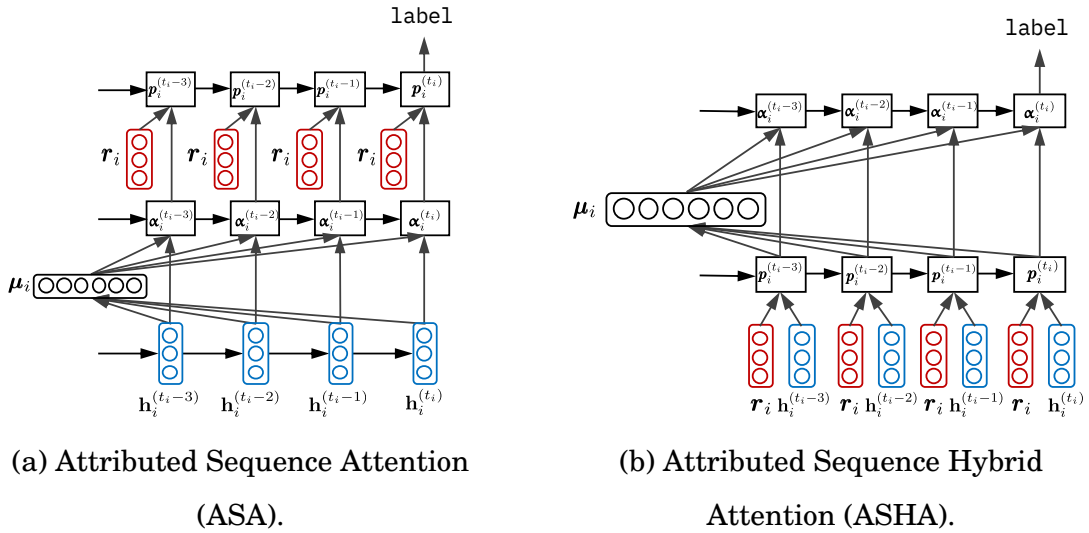 label
p_i^(t_i−3) p_i^(t_i−2) p_i^(t_i−1) p_i^(t_i)
r_i r_i r_i r_i
α_i^(t_i−3) α_i^(t_i−2) α_i^(t_i−1) α_i^(t_i)
μ_i
h_i^(t_i−3) h_i^(t_i−2) h_i^(t_i−1) h_i^(t_i)
(a) Attributed Sequence Attention
(ASA).
label
α_i^(t_i−3) α_i^(t_i−2) α_i^(t_i−1) α_i^(t_i)
μ_i
p_i^(t_i−3) p_i^(t_i−2) p_i^(t_i−1) p_i^(t_i)
r_i h_i^(t_i−3) r_i h_i^(t_i−2) r_i h_i^(t_i−1) r_i h_i^(t_i)
(b) Attributed Sequence Hybrid
Attention (ASHA).